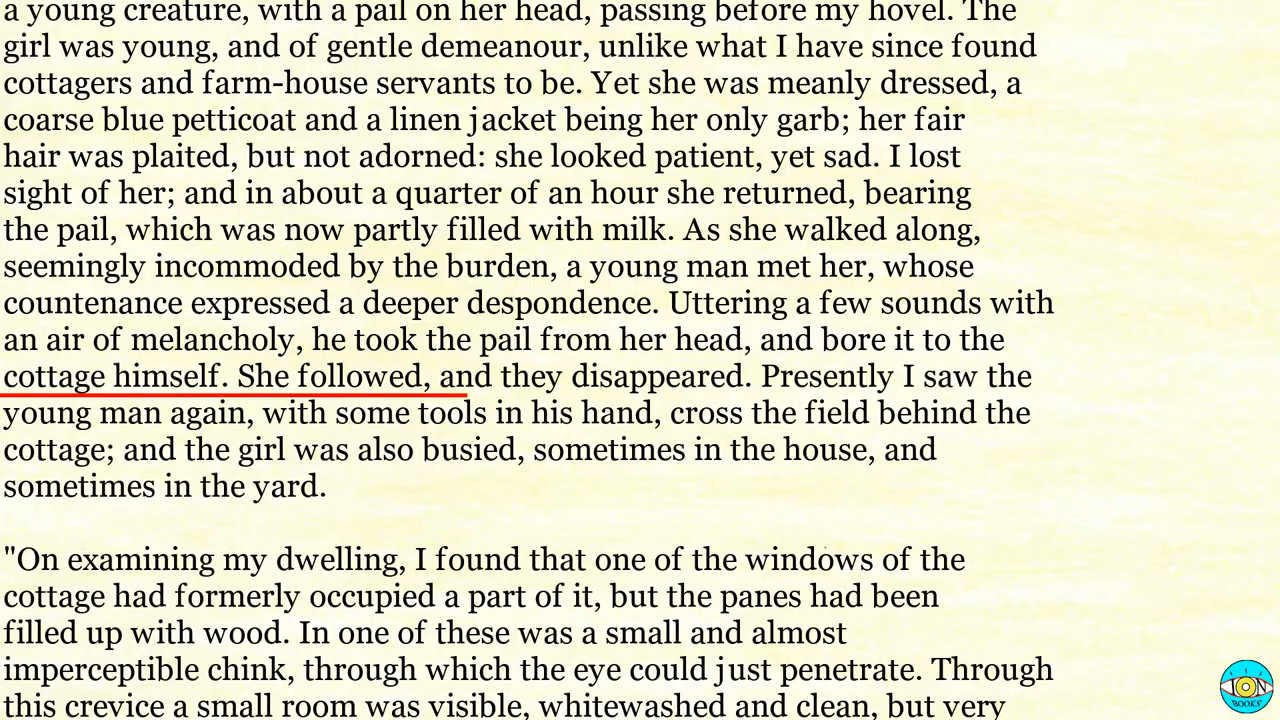 a young creature, with a pail on her head, passing before my hovel. The
girl was young, and of gentle demeanour, unlike what I have since found
cottagers and farm-house servants to be. Yet she was meanly dressed, a
coarse blue petticoat and a linen jacket being her only garb; her fair
hair was plaited, but not adorned: she looked patient, yet sad. I lost
sight of her; and in about a quarter of an hour she returned, bearing
the pail, which was now partly filled with milk. As she walked along,
seemingly incommoded by the burden, a young man met her, whose
countenance expressed a deeper despondence. Uttering a few sounds with
an air of melancholy, he took the pail from her head, and bore it to the
cottage himself. She followed, and they disappeared. Presently I saw the
young man again, with some tools in his hand, cross the field behind the
cottage; and the girl was also busied, sometimes in the house, and
sometimes in the yard.
"On examining my dwelling, I found that one of the windows of the
cottage had formerly occupied a part of it, but the panes had been
filled up with wood. In one of these was a small and almost
imperceptible chink, through which the eye could just penetrate. Through
this crevice a small room was visible, whitewashed and clean, but very
ION
BOOKS